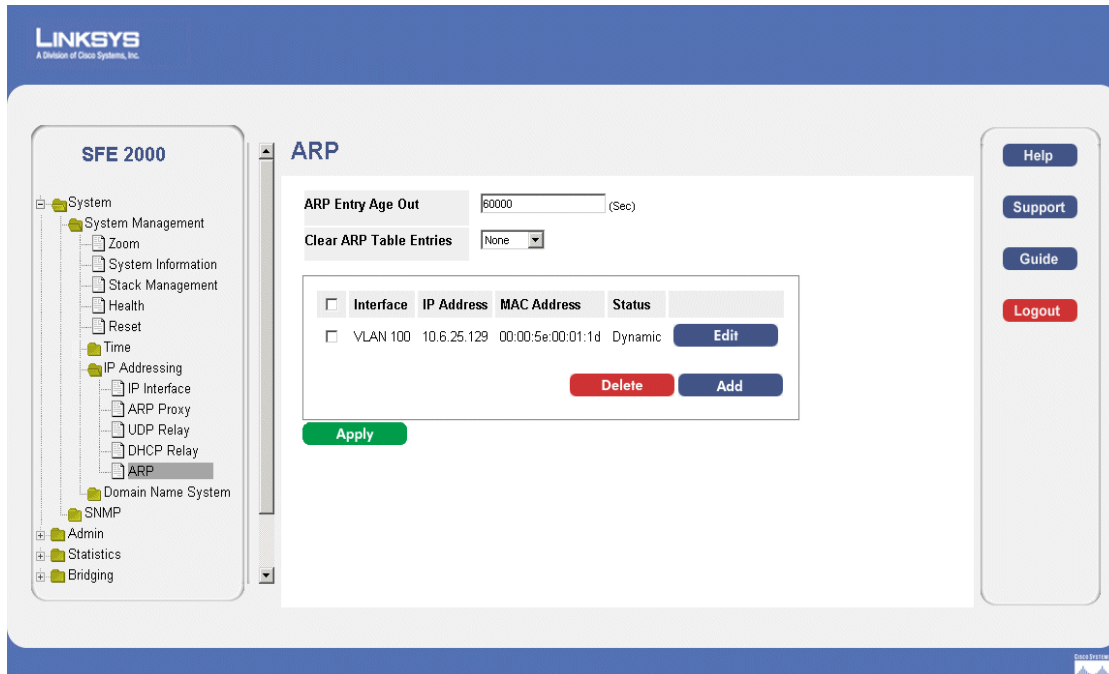 LINKSYS
A Division of Cisco Systems, Inc.
SFE 2000
System
System Management
Zoom
System Information
Stack Management
Health
Reset
Time
IP Addressing
IP Interface
ARP Proxy
UDP Relay
DHCP Relay
ARP
Domain Name System
SNMP
Admin
Statistics
Bridging
ARP
ARP Entry Age Out 60000 (Sec)
Clear ARP Table Entries None
Interface IP Address MAC Address Status
VLAN 100 10.6.25.129 00:00:5e:00:01:1d Dynamic Edit
Delete Add
Apply
Help
Support
Guide
Logout
CISCO SYSTEMS